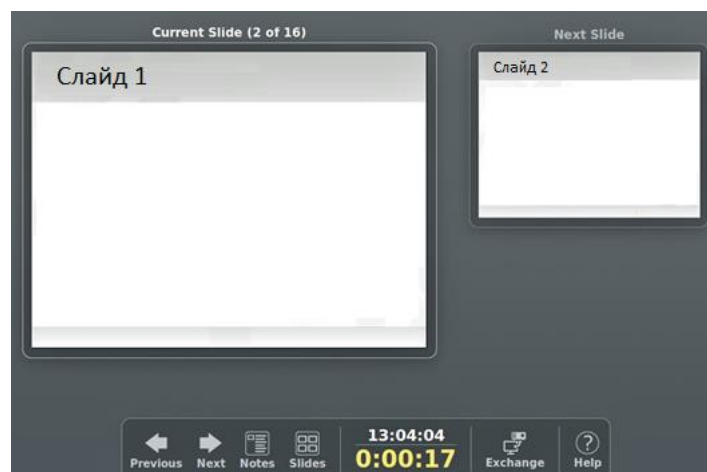 Current Slide (2 of 16)
Next Slide
Слайд 1
Слайд 2
13:04:04
0:00:17
Previous
Next
Notes
Slides
Exchange
Help